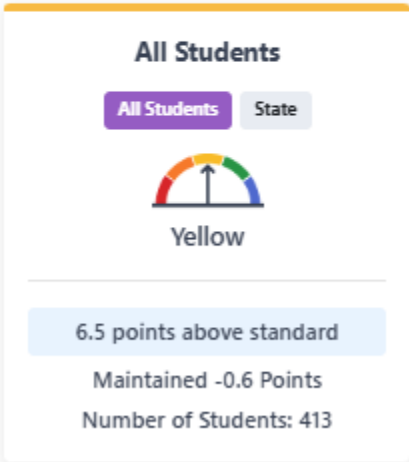 All Students
All Students State
Yellow
6.5 points above standard
Maintained -0.6 Points
Number of Students: 413